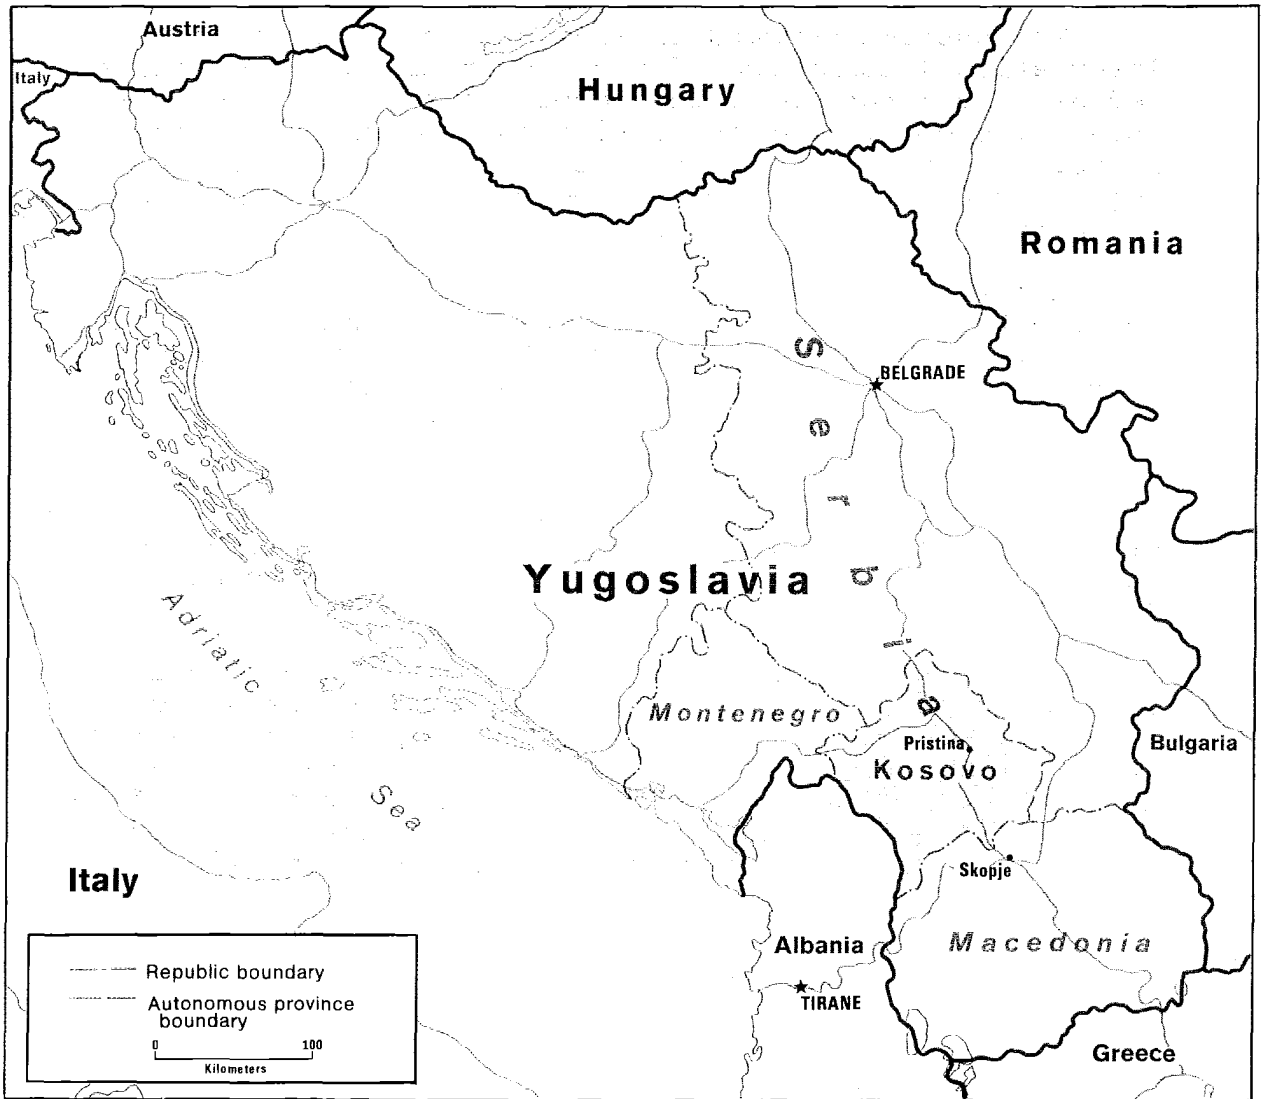 Austria
Italy
Hungary
Romania
Serbia
BELGRADE
Yugoslavia
Adriatic
Sea
Montenegro
Pristina
Kosovo
Bulgaria
Skopje
Italy
Albania
Macedonia
TIRANE
Greece
Republic boundary
Autonomous province
boundary
0 100
Kilometers